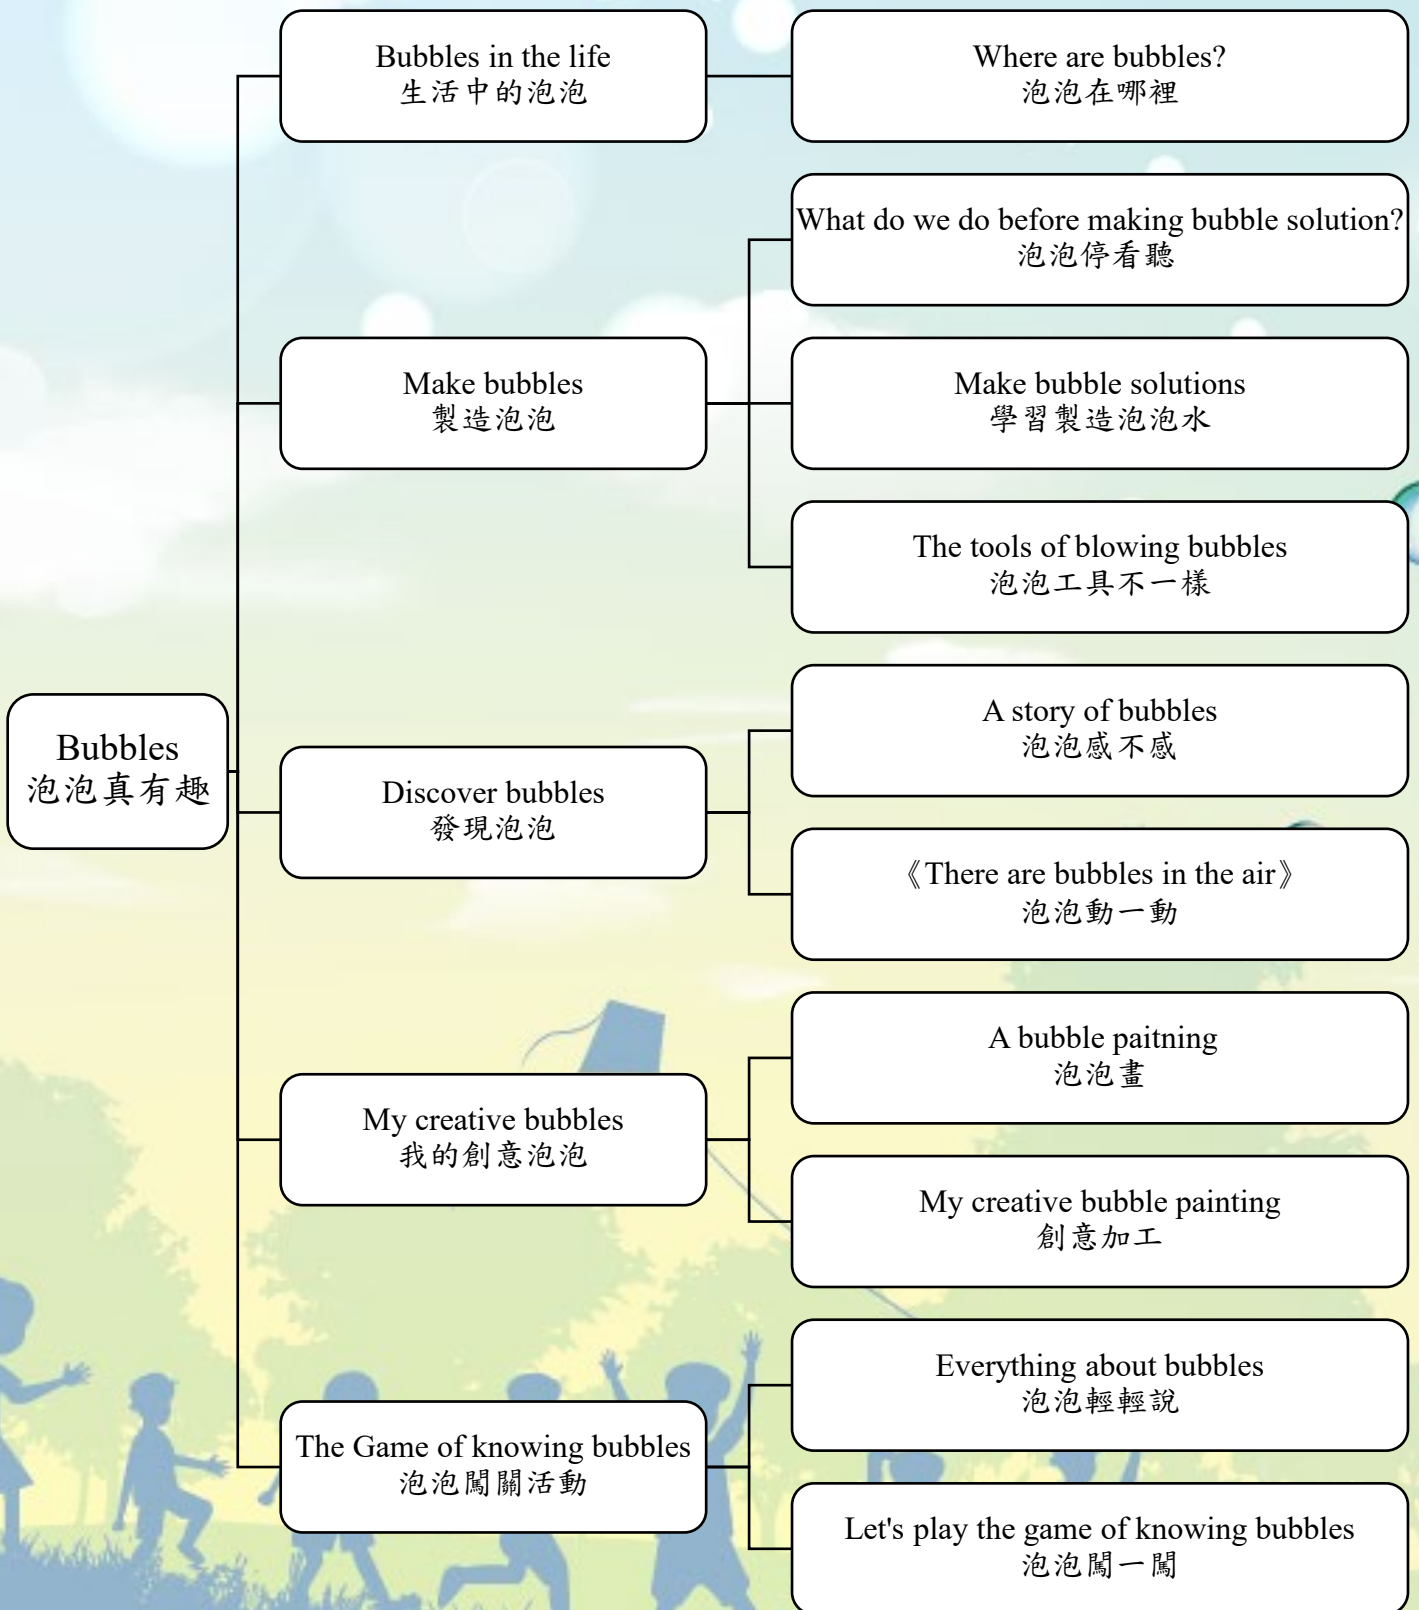 Bubbles in the life
生活中的泡泡
Where are bubbles?
泡泡在哪裡
What do we do before making bubble solution?
泡泡停看聽
Make bubbles
製造泡泡
Make bubble solutions
學習製造泡泡水
The tools of blowing bubbles
泡泡工具不一樣
Bubbles
泡泡真有趣
Discover bubbles
發現泡泡
A story of bubbles
泡泡感不感
《There are bubbles in the air》
泡泡動一動
My creative bubbles
我的創意泡泡
A bubble paitning
泡泡畫
My creative bubble painting
創意加工
The Game of knowing bubbles
泡泡闖關活動
Everything about bubbles
泡泡輕輕說
Let's play the game of knowing bubbles
泡泡闖一闖